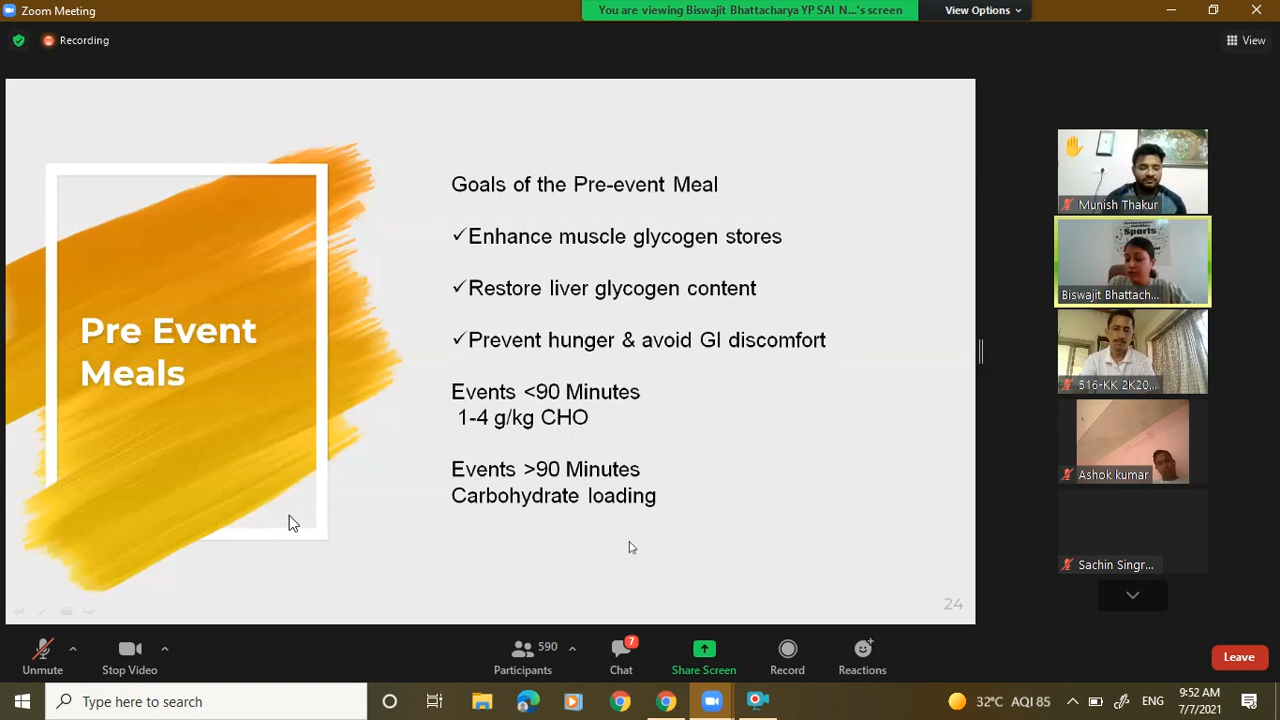 Zoom Meeting
You are viewing Biswajit Bhattacharya YP SAI N...'s screen
View Options
Recording
View
Pre Event
Meals
Goals of the Pre-event Meal
✓Enhance muscle glycogen stores
✓Restore liver glycogen content
✓Prevent hunger & avoid GI discomfort
Events <90 Minutes
1-4 g/kg CHO
Events >90 Minutes
Carbohydrate loading
24
Munish Thakur
Sports
Biswajit Bhattach...
516-KK 2K20...
Ashok kumar
Sachin Singr...
Unmute
Stop Video
590
Participants
7
Chat
Share Screen
Record
Reactions
Leave
Type here to search
32°C AQI 85
ENG
9:52 AM
7/7/2021